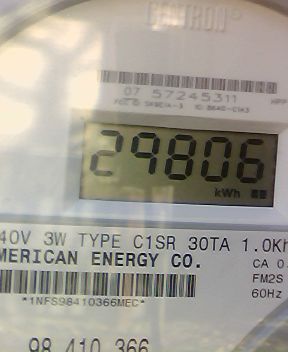 CENTRON®
07 57245311
29806
kWh
40V 3W TYPE C1SR 30TA 1.0Kh
MERICAN ENERGY CO. CA 0.
FM2S
*1NFS98410366MEC* 60Hz
98 410 366